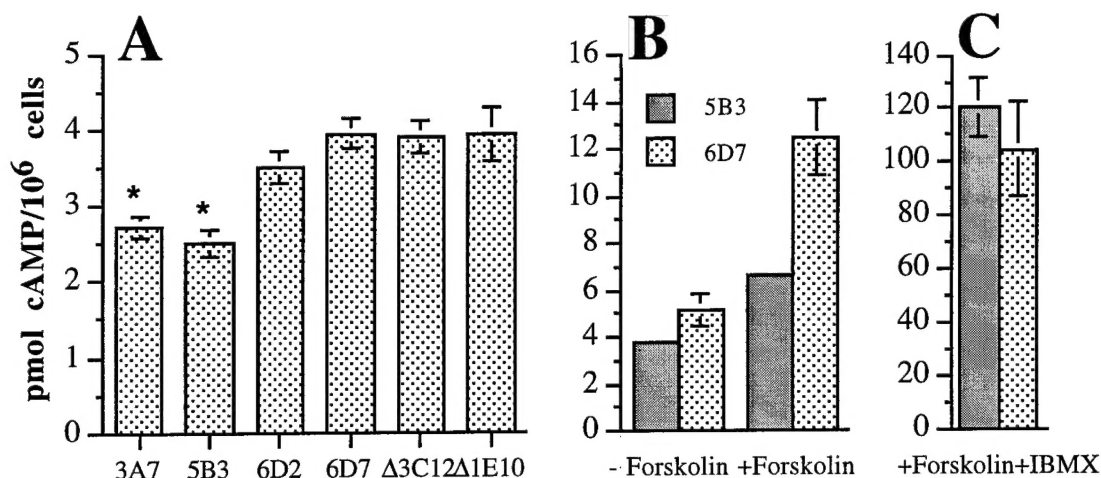 A
B
C
pmol cAMP/10⁶ cells
5
4
3
2
1
0
*
*
3A7 5B3 6D2 6D7 Δ3C12 Δ1E10
16
14
12
10
8
6
4
2
0
5B3
6D7
- Forskolin +Forskolin
140
120
100
80
60
40
20
0
+Forskolin+IBMX